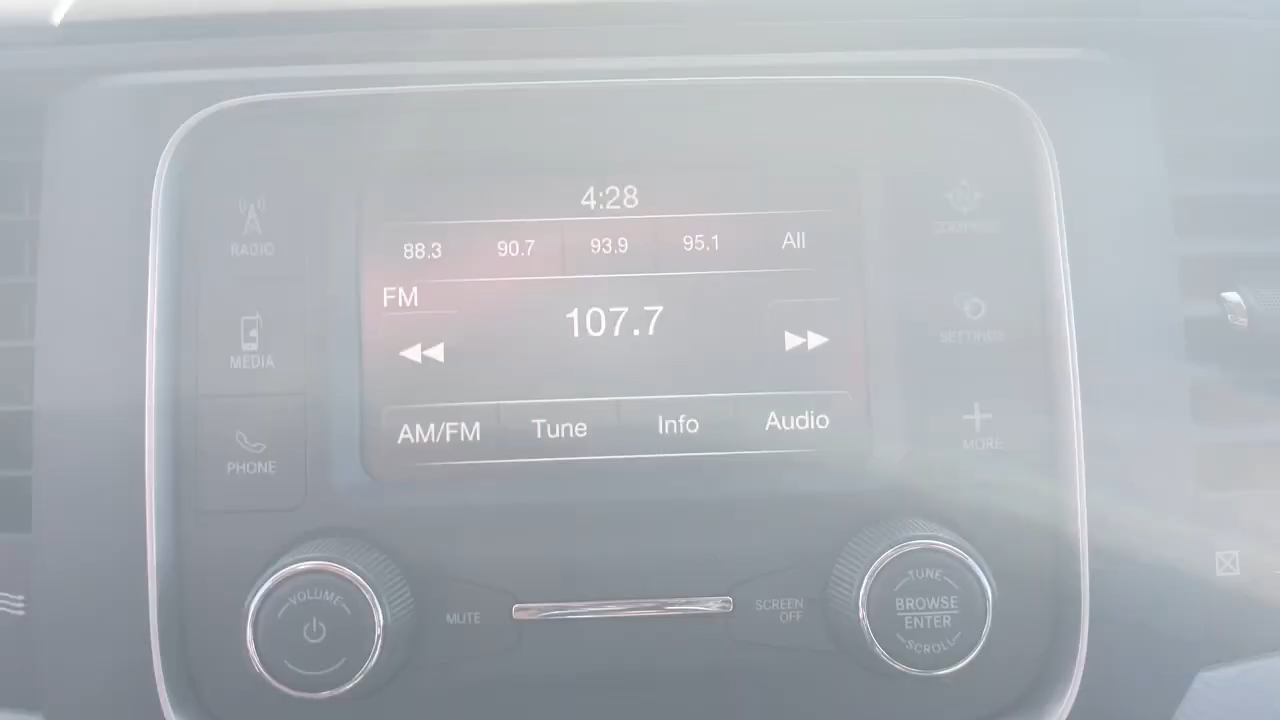 4:28
88.3 90.7 93.9 95.1 All
FM
107.7
AM/FM Tune Info Audio
RADIO
MEDIA
PHONE
COMPASS
SETTINGS
MORE
VOLUME
MUTE
SCREEN
OFF
TUNE
BROWSE
ENTER
SCROLL